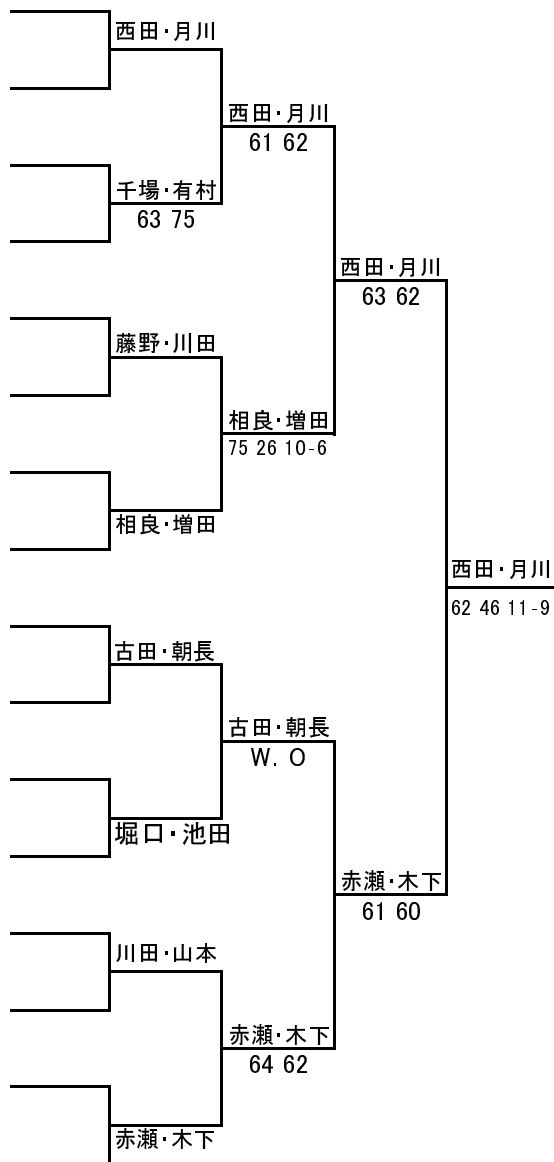 西田・月川
西田・月川
61 62
千場・有村
63 75
西田・月川
63 62
藤野・川田
相良・増田
75 26 10-6
相良・増田
西田・月川
62 46 11-9
古田・朝長
古田・朝長
W. O
堀口・池田
赤瀬・木下
61 60
川田・山本
赤瀬・木下
64 62
赤瀬・木下